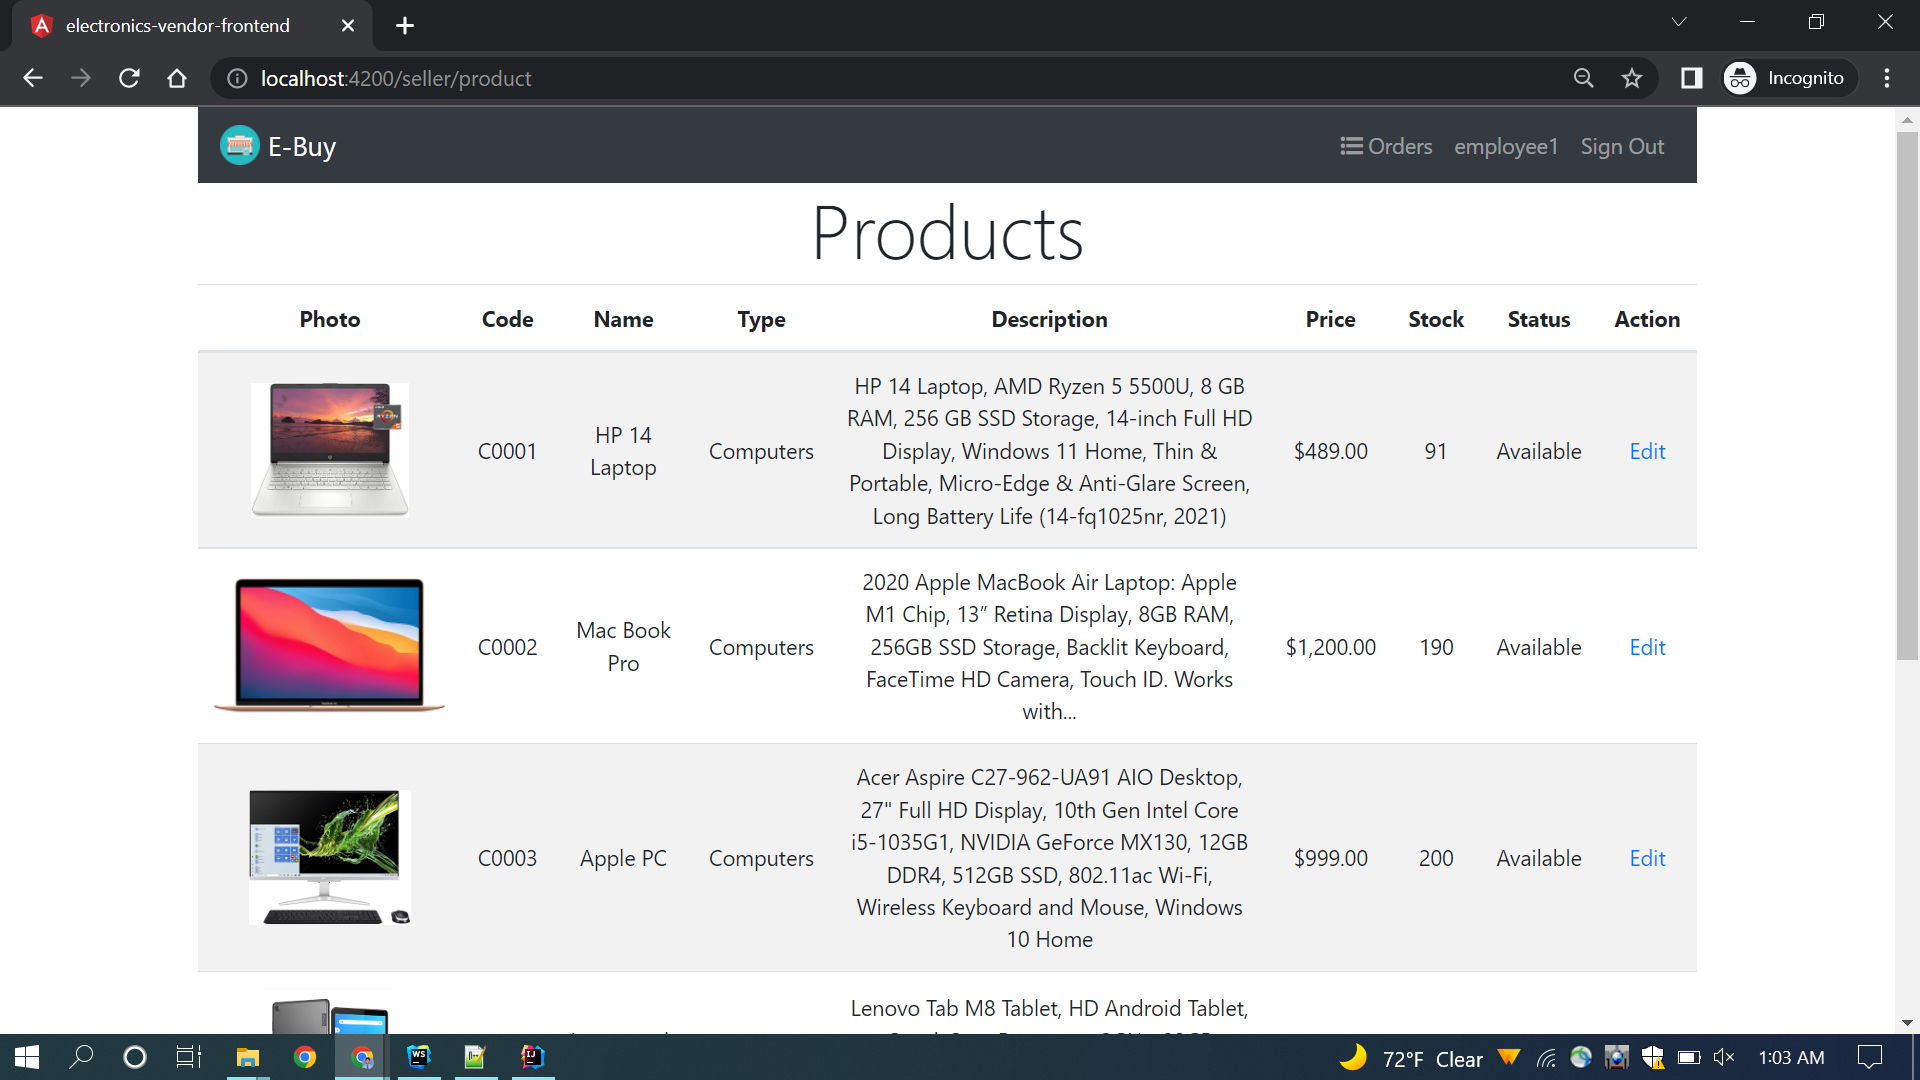 electronics-vendor-frontend
localhost:4200/seller/product
Incognito
E-Buy
Orders employee1 Sign Out
Products
Photo Code Name Type Description Price Stock Status Action
HP 14 Laptop, AMD Ryzen 5 5500U, 8 GB
RAM, 256 GB SSD Storage, 14-inch Full HD
Display, Windows 11 Home, Thin &
Portable, Micro-Edge & Anti-Glare Screen,
Long Battery Life (14-fq1025nr, 2021)
RYZEN
C0001
HP 14
Laptop
Computers
$489.00 91 Available Edit
C0002
Mac Book
Pro
Computers
2020 Apple MacBook Air Laptop: Apple
M1 Chip, 13” Retina Display, 8GB RAM,
256GB SSD Storage, Backlit Keyboard,
FaceTime HD Camera, Touch ID. Works
with...
$1,200.00 190 Available Edit
C0003 Apple PC Computers
Acer Aspire C27-962-UA91 AIO Desktop,
27" Full HD Display, 10th Gen Intel Core
i5-1035G1, NVIDIA GeForce MX130, 12GB
DDR4, 512GB SSD, 802.11ac Wi-Fi,
Wireless Keyboard and Mouse, Windows
10 Home
$999.00 200 Available Edit
Lenovo Tab M8 Tablet, HD Android Tablet,
WS
IJ
72°F Clear
1:03 AM